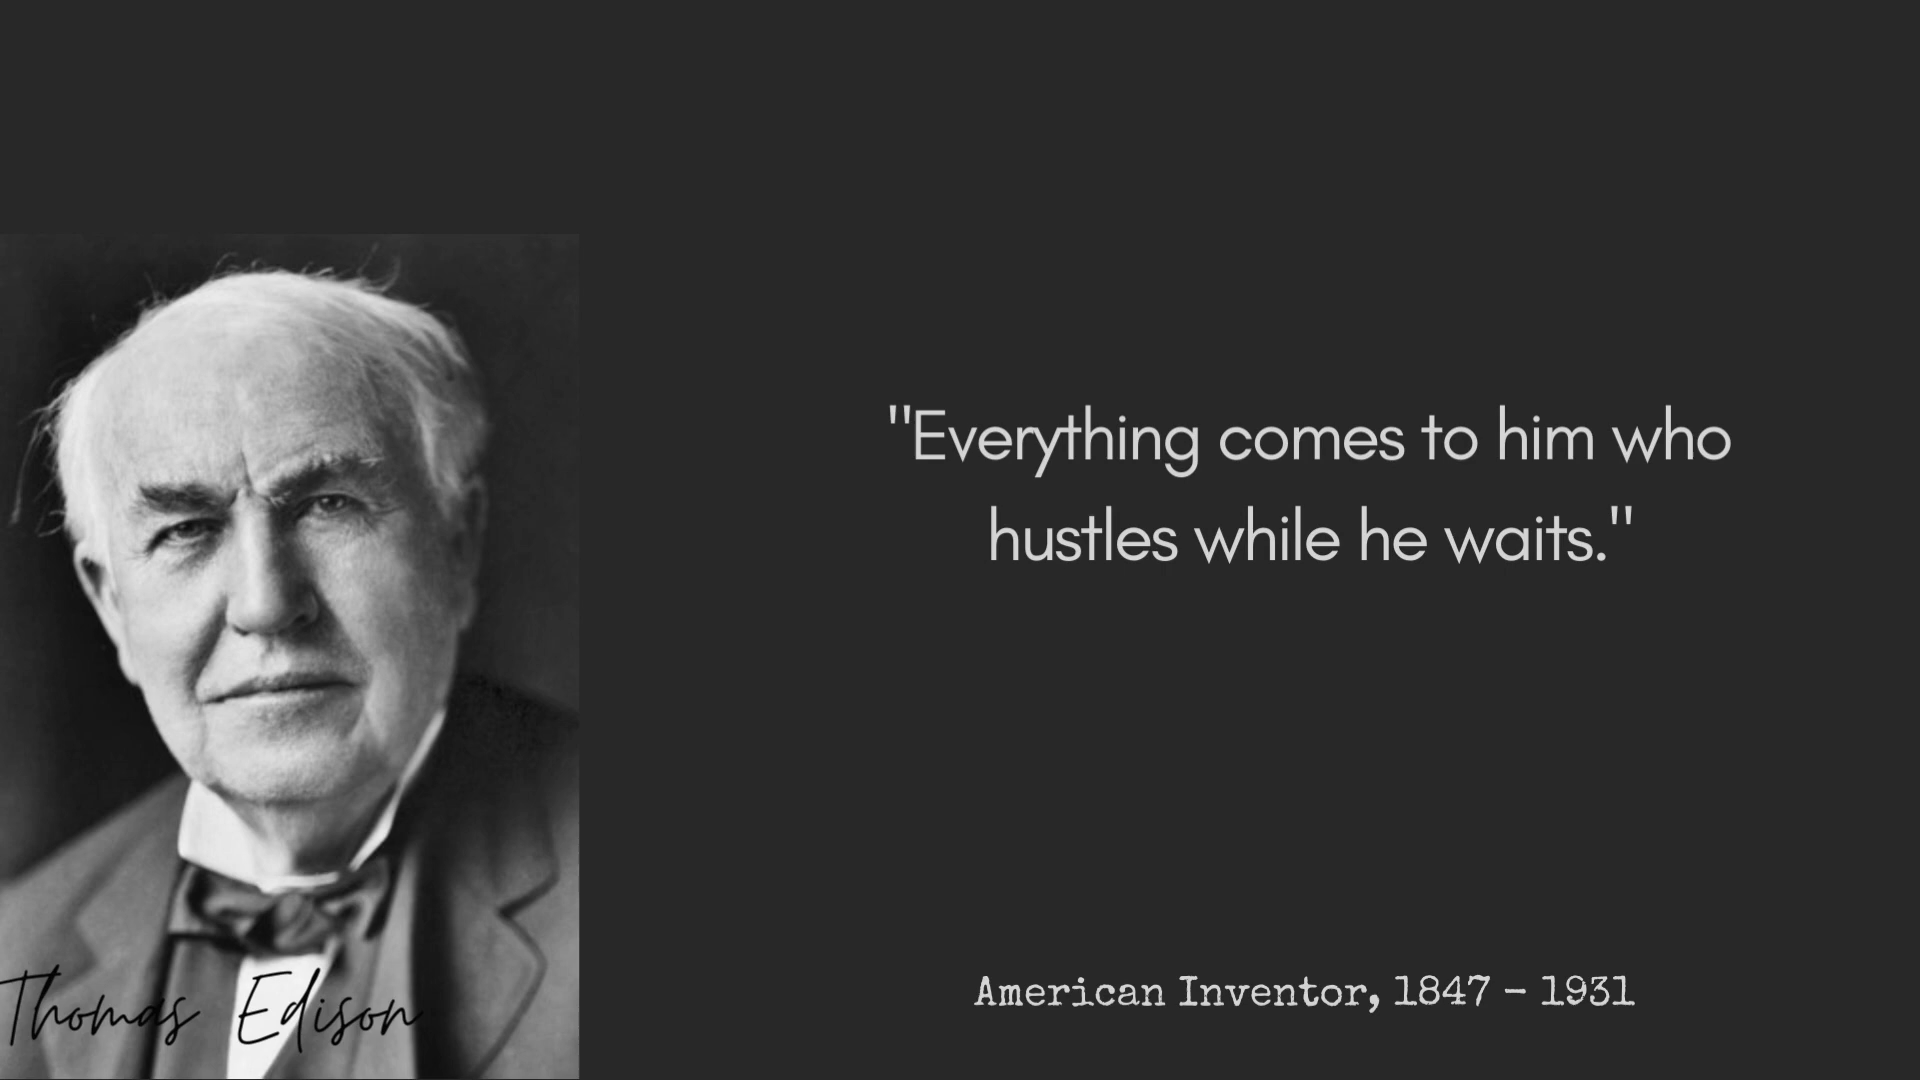 "Everything comes to him who
hustles while he waits."
Thomas Edison
American Inventor, 1847 - 1931